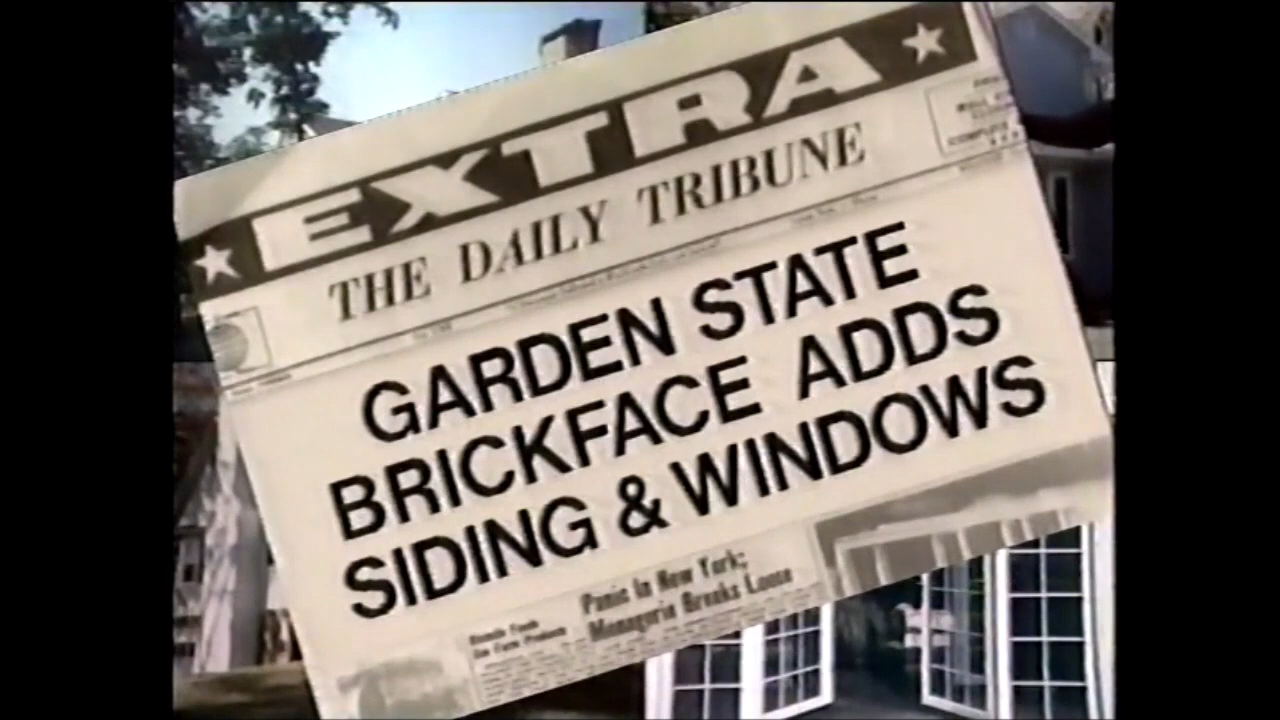 EXTRA
THE DAILY TRIBUNE
GARDEN STATE
BRICKFACE ADDS
SIDING & WINDOWS
Panic In New York;
Menagerie Breaks Loose